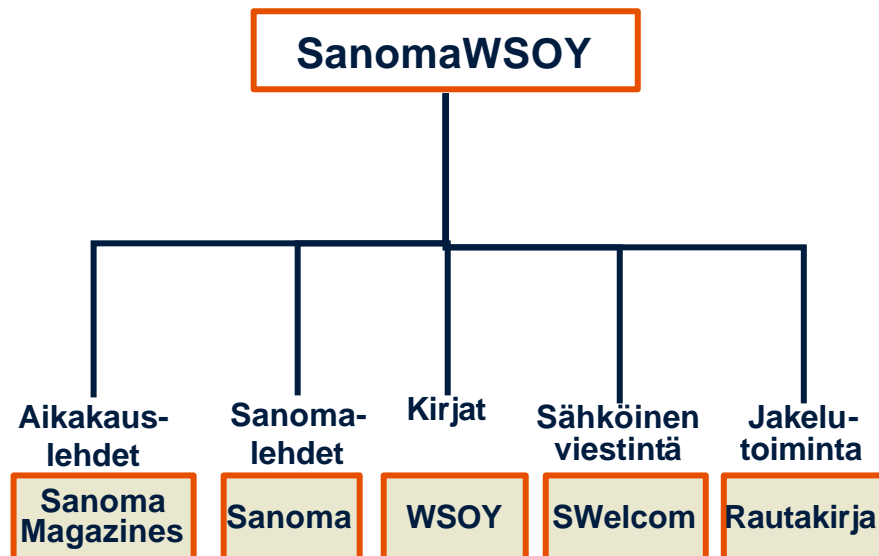 SanomaWSOY
Aikakaus-
lehdet
Sanoma-
lehdet
Kirjat
Sähköinen
viestintä
Jakelu-
toiminta
Sanoma
Magazines
Sanoma
WSOY
SWelcom
Rautakirja